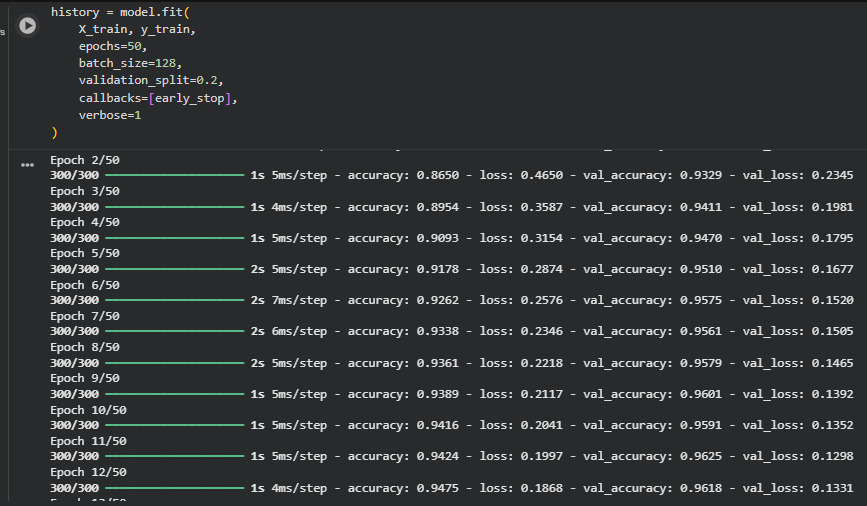 history = model.fit(
    X_train, y_train,
    epochs=50,
    batch_size=128,
    validation_split=0.2,
    callbacks=[early_stop],
    verbose=1
)
Epoch 2/50
300/300 ━━━━━━━━━━━━━━━━━━━━ 1s 5ms/step - accuracy: 0.8650 - loss: 0.4650 - val_accuracy: 0.9329 - val_loss: 0.2345
Epoch 3/50
300/300 ━━━━━━━━━━━━━━━━━━━━ 1s 4ms/step - accuracy: 0.8954 - loss: 0.3587 - val_accuracy: 0.9411 - val_loss: 0.1981
Epoch 4/50
300/300 ━━━━━━━━━━━━━━━━━━━━ 1s 5ms/step - accuracy: 0.9093 - loss: 0.3154 - val_accuracy: 0.9470 - val_loss: 0.1795
Epoch 5/50
300/300 ━━━━━━━━━━━━━━━━━━━━ 2s 5ms/step - accuracy: 0.9178 - loss: 0.2874 - val_accuracy: 0.9510 - val_loss: 0.1677
Epoch 6/50
300/300 ━━━━━━━━━━━━━━━━━━━━ 2s 7ms/step - accuracy: 0.9262 - loss: 0.2576 - val_accuracy: 0.9575 - val_loss: 0.1520
Epoch 7/50
300/300 ━━━━━━━━━━━━━━━━━━━━ 2s 6ms/step - accuracy: 0.9338 - loss: 0.2346 - val_accuracy: 0.9561 - val_loss: 0.1505
Epoch 8/50
300/300 ━━━━━━━━━━━━━━━━━━━━ 2s 5ms/step - accuracy: 0.9361 - loss: 0.2218 - val_accuracy: 0.9579 - val_loss: 0.1465
Epoch 9/50
300/300 ━━━━━━━━━━━━━━━━━━━━ 1s 5ms/step - accuracy: 0.9389 - loss: 0.2117 - val_accuracy: 0.9601 - val_loss: 0.1392
Epoch 10/50
300/300 ━━━━━━━━━━━━━━━━━━━━ 1s 5ms/step - accuracy: 0.9416 - loss: 0.2041 - val_accuracy: 0.9591 - val_loss: 0.1352
Epoch 11/50
300/300 ━━━━━━━━━━━━━━━━━━━━ 1s 5ms/step - accuracy: 0.9424 - loss: 0.1997 - val_accuracy: 0.9625 - val_loss: 0.1298
Epoch 12/50
300/300 ━━━━━━━━━━━━━━━━━━━━ 1s 4ms/step - accuracy: 0.9475 - loss: 0.1868 - val_accuracy: 0.9618 - val_loss: 0.1331